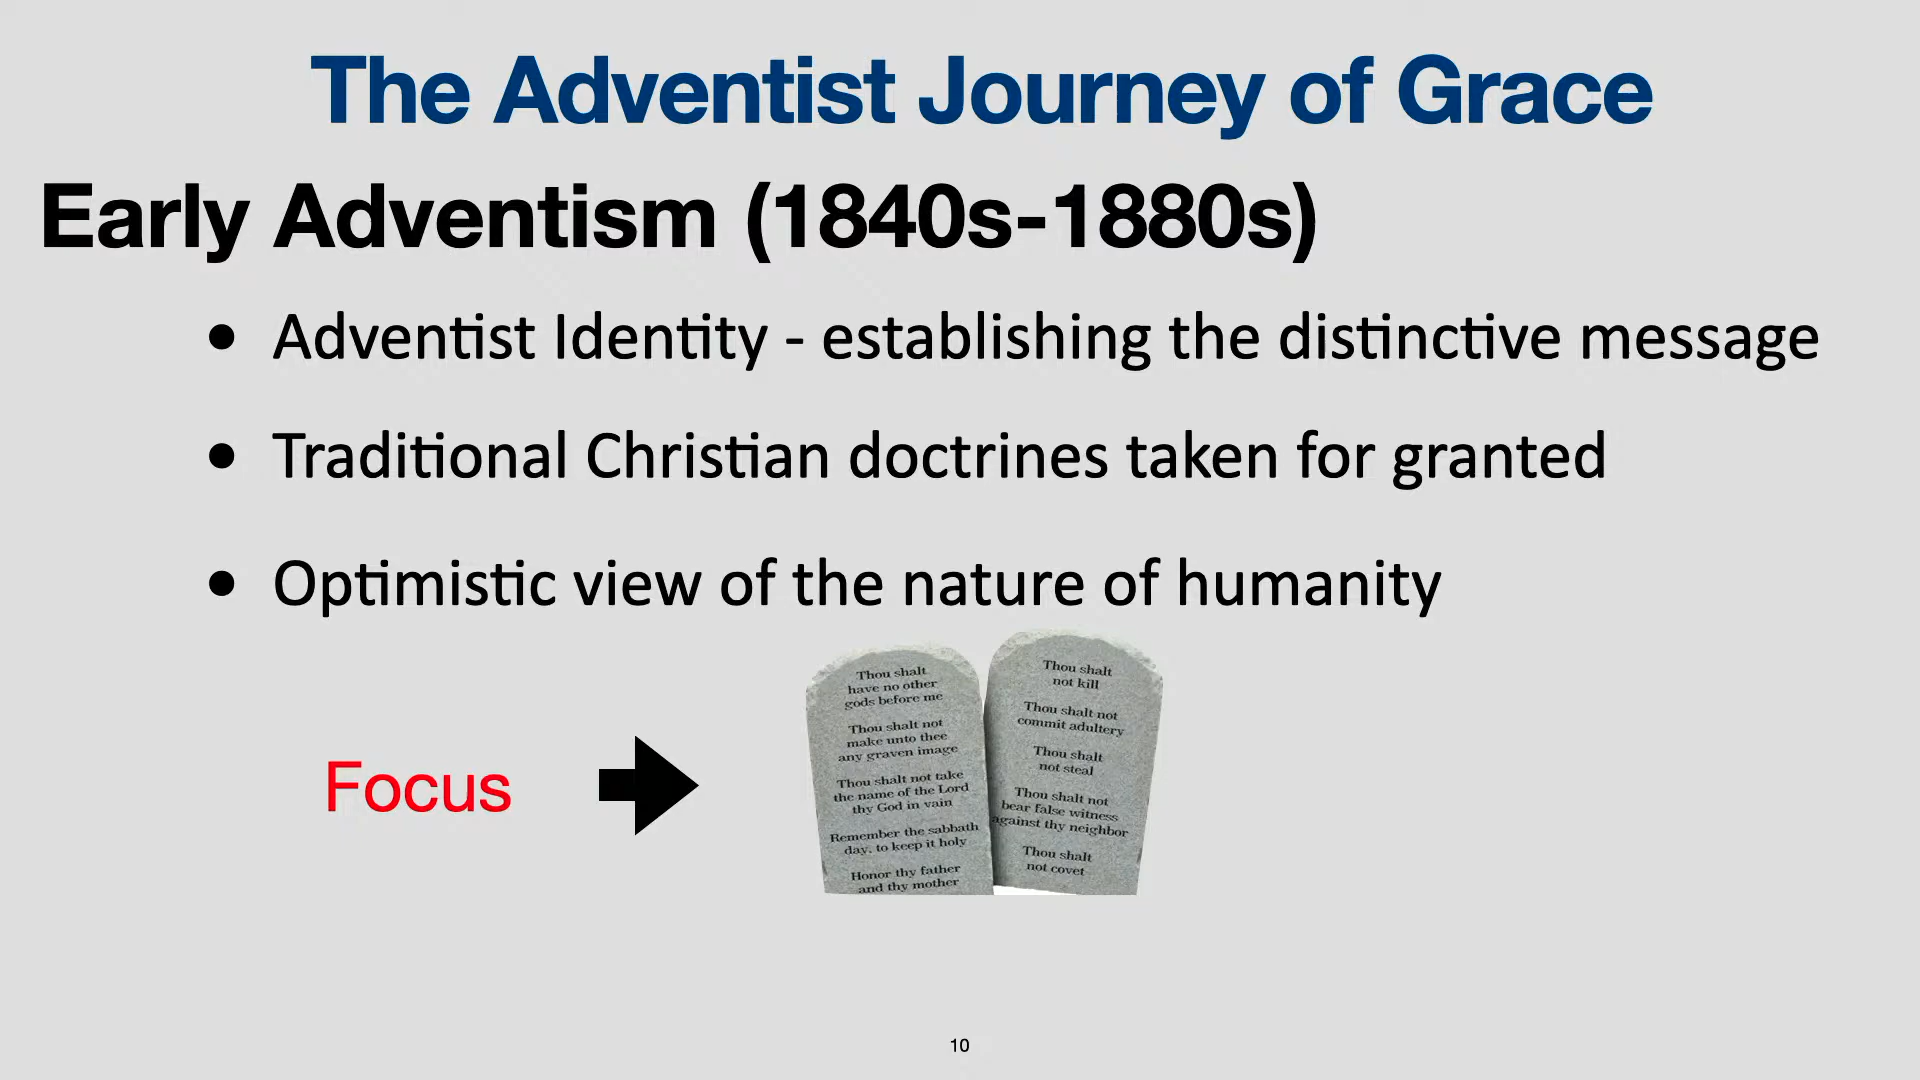 The Adventist Journey of Grace
Early Adventism (1840s-1880s)
• Adventist Identity - establishing the distinctive message
• Traditional Christian doctrines taken for granted
• Optimistic view of the nature of humanity
Focus
Thou shalt
have no other
gods before me
Thou shalt not
make unto thee
any graven image
Thou shalt not take
the name of the Lord
thy God in vain
Remember the sabbath
day, to keep it holy
Honor thy father
and thy mother
Thou shalt
not kill
Thou shalt not
commit adultery
Thou shalt
not steal
Thou shalt not
bear false witness
against thy neighbor
Thou shalt
not covet
10